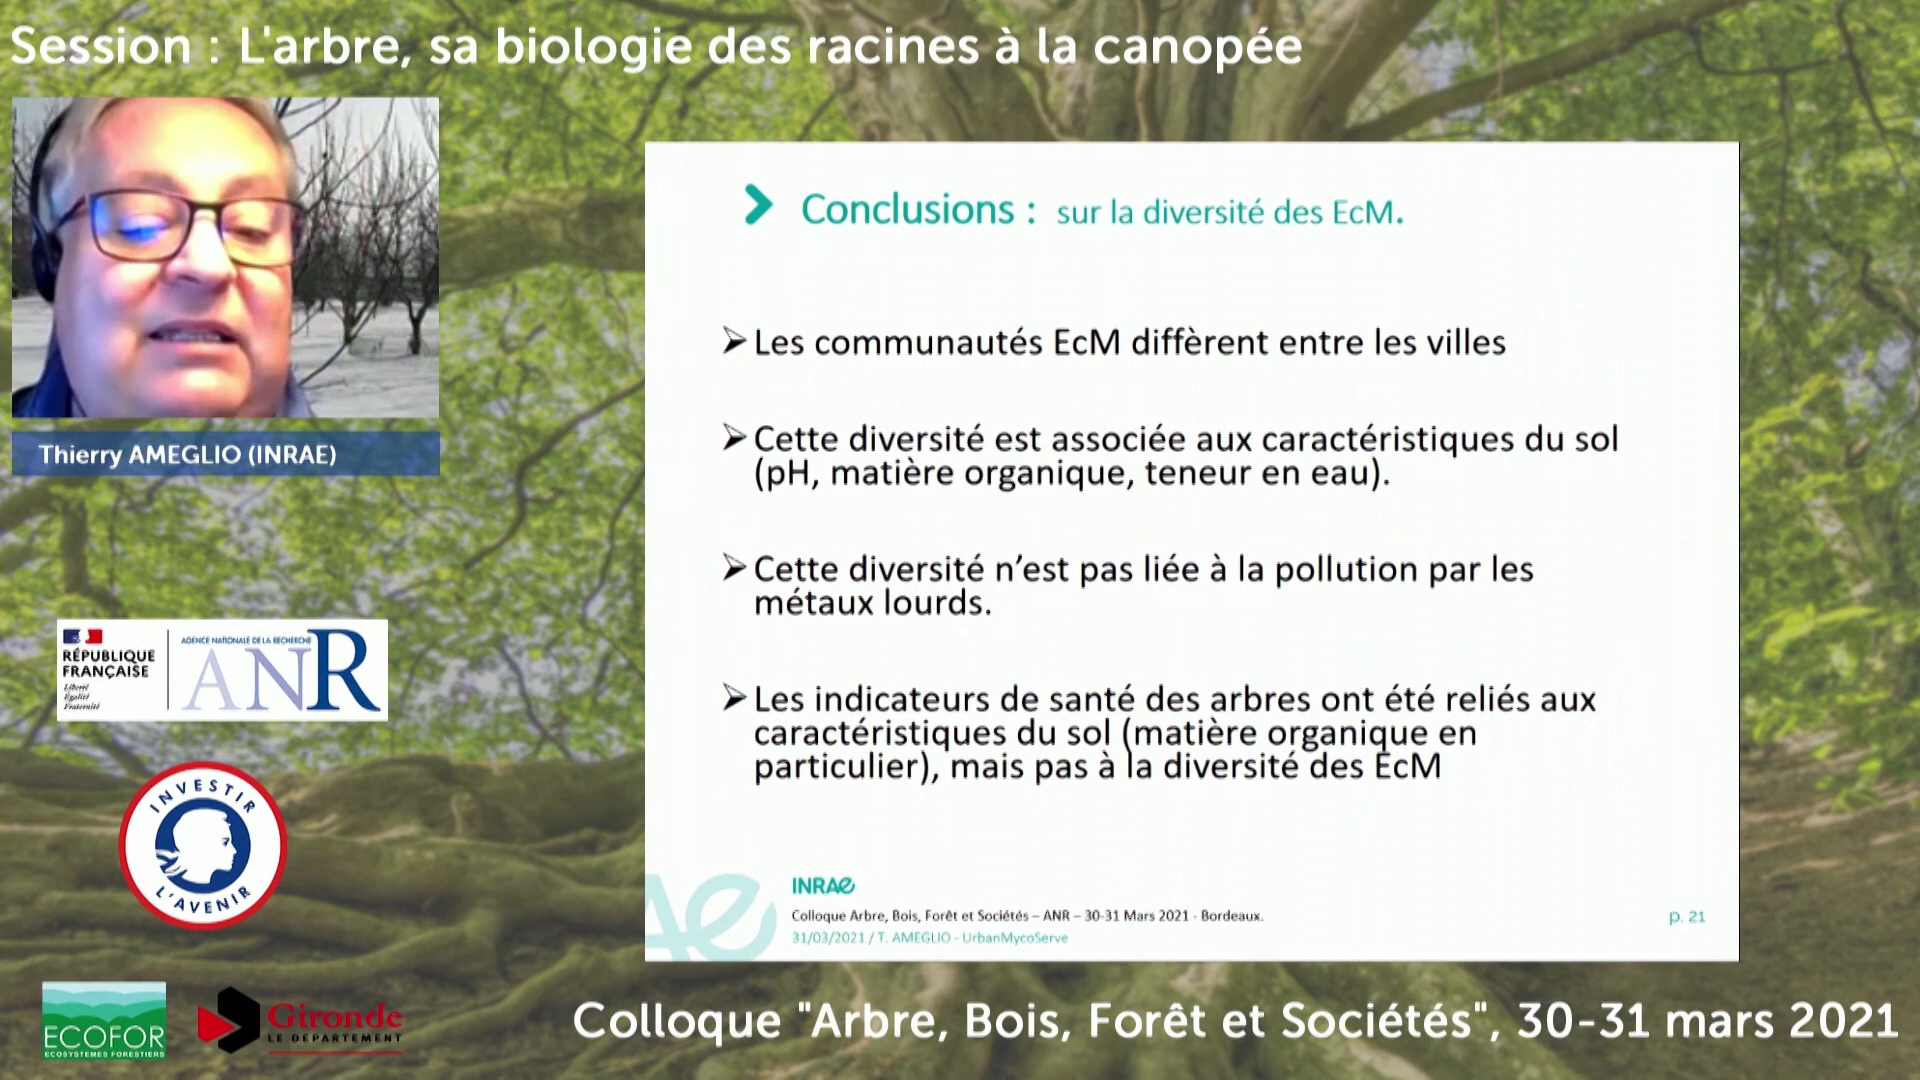 Session : L'arbre, sa biologie des racines à la canopée
Thierry AMEGLIO (INRAE)
RÉPUBLIQUE
FRANÇAISE
Liberté
Égalité
Fraternité
AGENCE NATIONALE DE LA RECHERCHE
ANR
INVESTIR
L'AVENIR
ECOFOR
ECOSYSTEMES FORESTIERS
Gironde
LE DEPARTEMENT
Conclusions : sur la diversité des EcM.
Les communautés EcM diffèrent entre les villes
Cette diversité est associée aux caractéristiques du sol
(pH, matière organique, teneur en eau).
Cette diversité n’est pas liée à la pollution par les
métaux lourds.
Les indicateurs de santé des arbres ont été reliés aux
caractéristiques du sol (matière organique en
particulier), mais pas à la diversité des EcM
INRAE
Colloque Arbre, Bois, Forêt et Sociétés – ANR – 30-31 Mars 2021 - Bordeaux.
31/03/2021 / T. AMEGLIO - UrbanMycoServe
p. 21
Colloque "Arbre, Bois, Forêt et Sociétés", 30-31 mars 2021